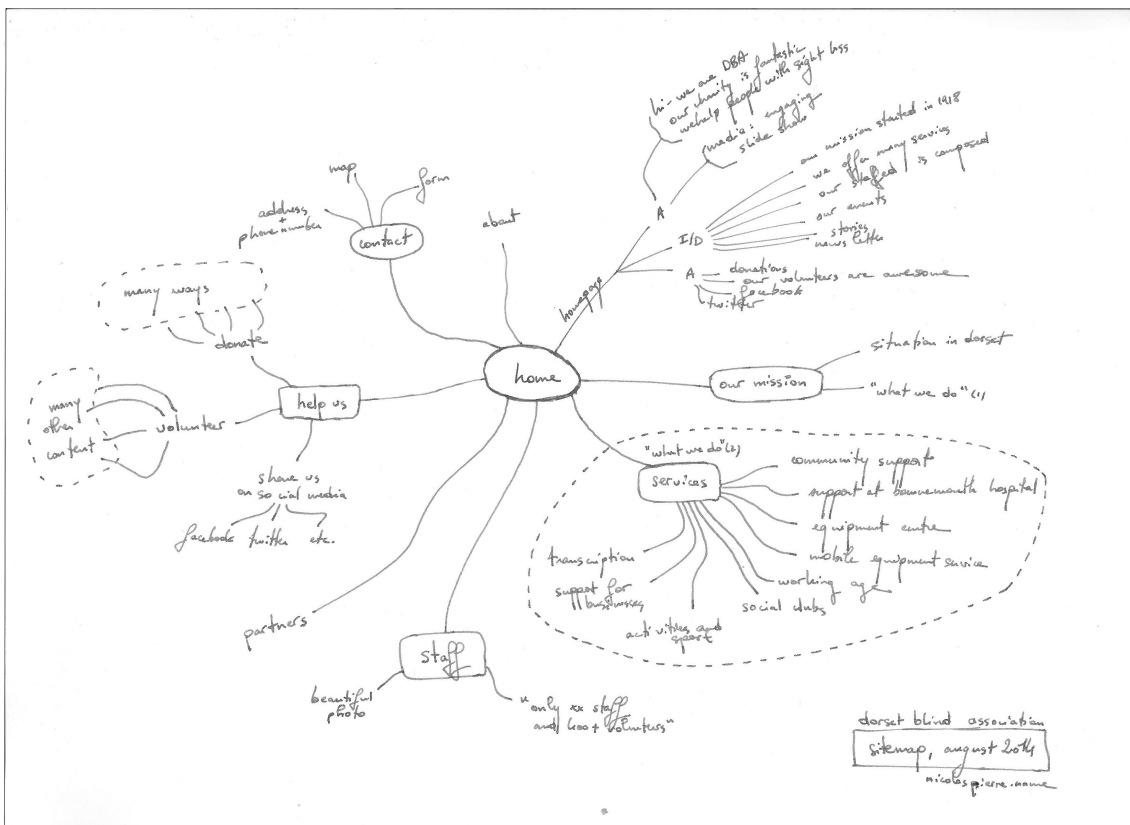 hi - we are DBA
our charity is fantastic
we help people with sight loss
media: engaging
slide show
our mission started in 1918
we offer many services
our staff is composed
our events
stories
news letter
A
I/D
A
donations
our volunteers are awesome
facebook
twitter
homepage
about
map
form
address
+
phone number
contact
many ways
donate
home
situation in dorset
our mission
"what we do" (1)
help us
many
other
content
volunteer
share us
on social media
facebook twitter etc.
"what we do" (2)
services
community support
support at bournemouth hospital
equipment centre
mobile equipment service
working age
social clubs
activities and
sport
support for
businesses
transcription
partners
staff
beautiful
photo
"only xx staff
and 400+ volunteers"
dorset blind association
sitemap, august 2014
nicolaspierre.name